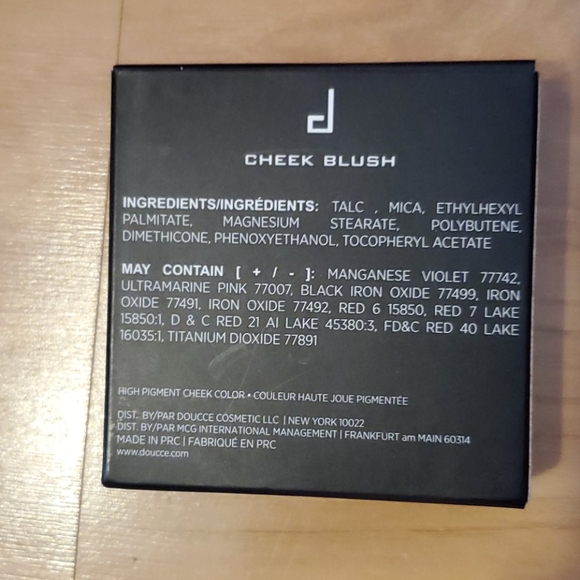 d
CHEEK BLUSH
INGREDIENTS/INGRÉDIENTS: TALC , MICA, ETHYLHEXYL
PALMITATE, MAGNESIUM STEARATE, POLYBUTENE,
DIMETHICONE, PHENOXYETHANOL, TOCOPHERYL ACETATE
MAY CONTAIN [ + / - ]: MANGANESE VIOLET 77742,
ULTRAMARINE PINK 77007, BLACK IRON OXIDE 77499, IRON
OXIDE 77491, IRON OXIDE 77492, RED 6 15850, RED 7 LAKE
15850:1, D & C RED 21 Al LAKE 45380:3, FD&C RED 40 LAKE
16035:1, TITANIUM DIOXIDE 77891
HIGH PIGMENT CHEEK COLOR • COULEUR HAUTE JOUE PIGMENTÉE
DIST. BY/PAR DOUCCE COSMETIC LLC | NEW YORK 10022
DIST. BY/PAR MCG INTERNATIONAL MANAGEMENT | FRANKFURT am MAIN 60314
MADE IN PRC | FABRIQUÉ EN PRC
www.doucce.com